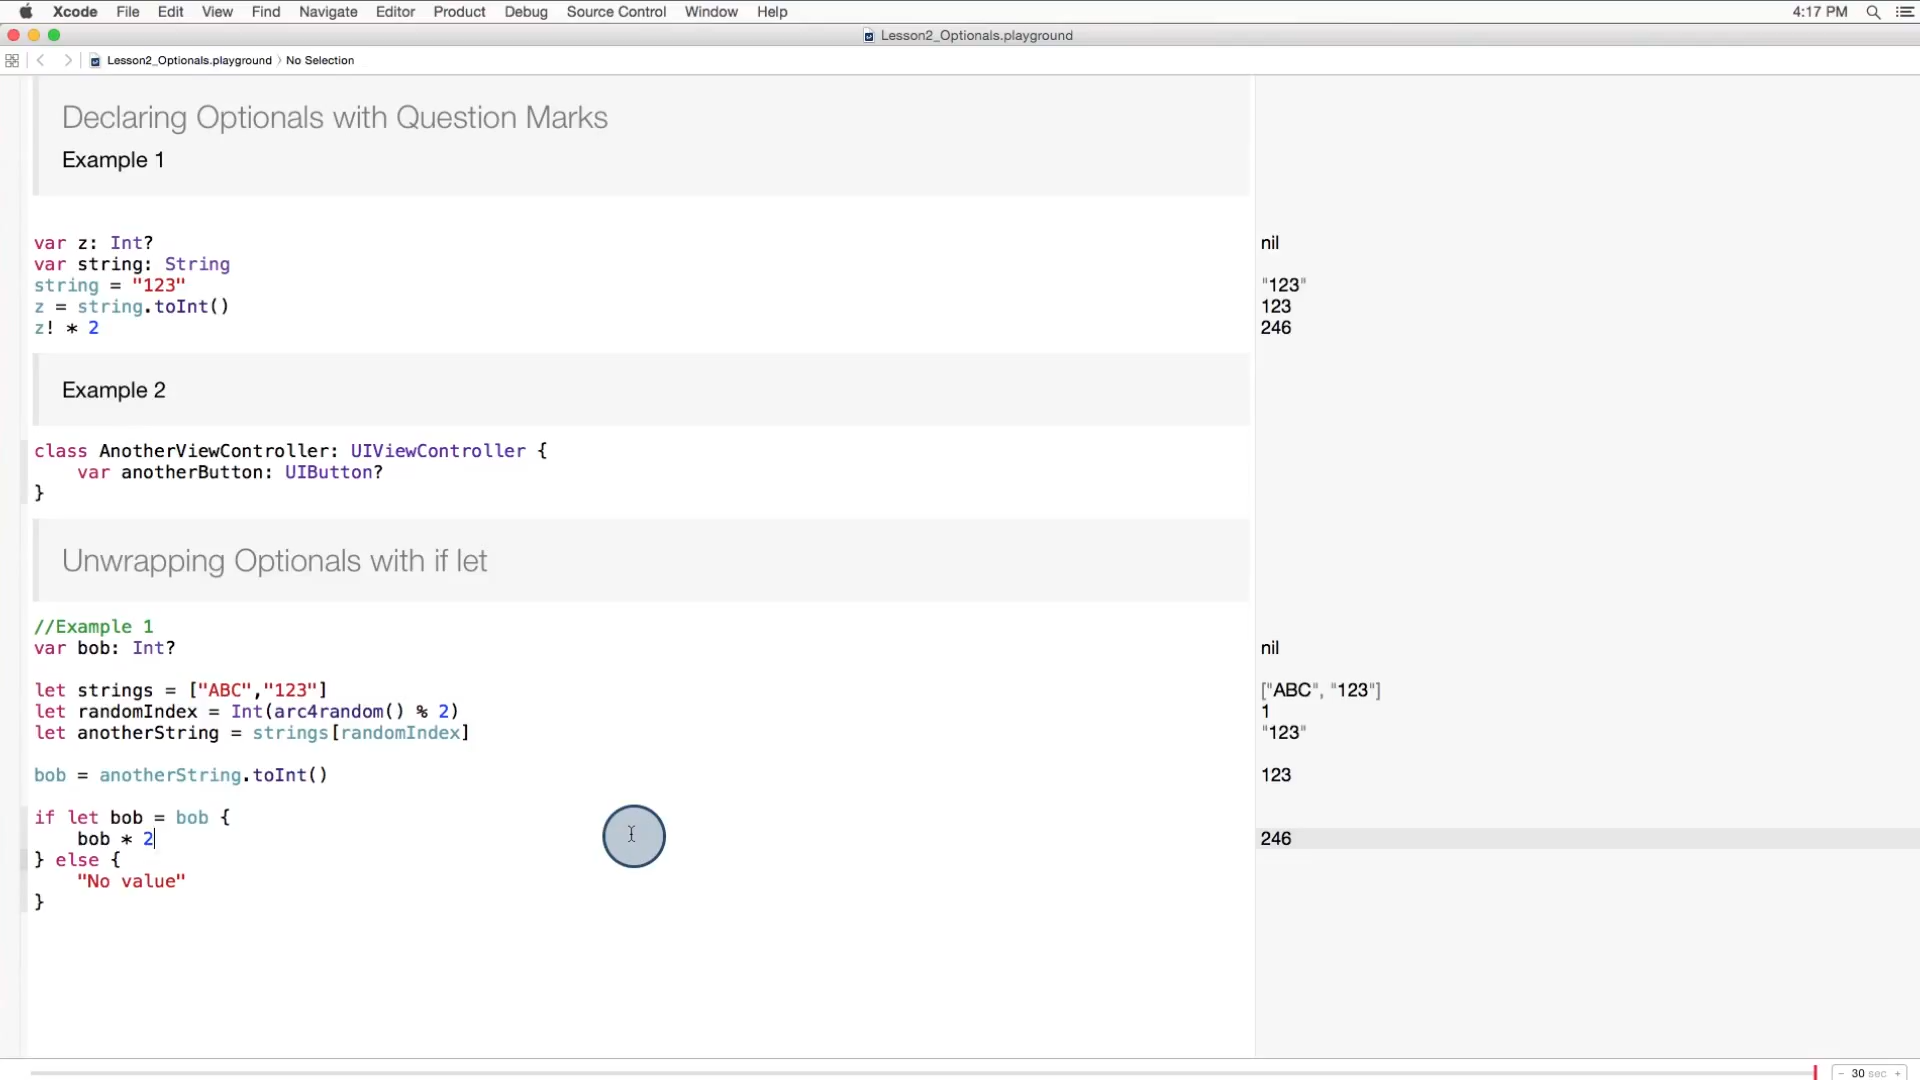 Xcode File Edit View Find Navigate Editor Product Debug Source Control Window Help 4:17 PM
Lesson2_Optionals.playground
Lesson2_Optionals.playground No Selection
Declaring Optionals with Question Marks
Example 1
var z: Int? nil
var string: String
string = "123" "123"
z = string.toInt() 123
z! * 2 246
Example 2
class AnotherViewController: UIViewController {
var anotherButton: UIButton?
}
Unwrapping Optionals with if let
//Example 1
var bob: Int? nil
let strings = ["ABC","123"] ["ABC", "123"]
let randomIndex = Int(arc4random() % 2) 1
let anotherString = strings[randomIndex] "123"
bob = anotherString.toInt() 123
if let bob = bob {
bob * 2 246
} else {
"No value"
}
- 30 sec +